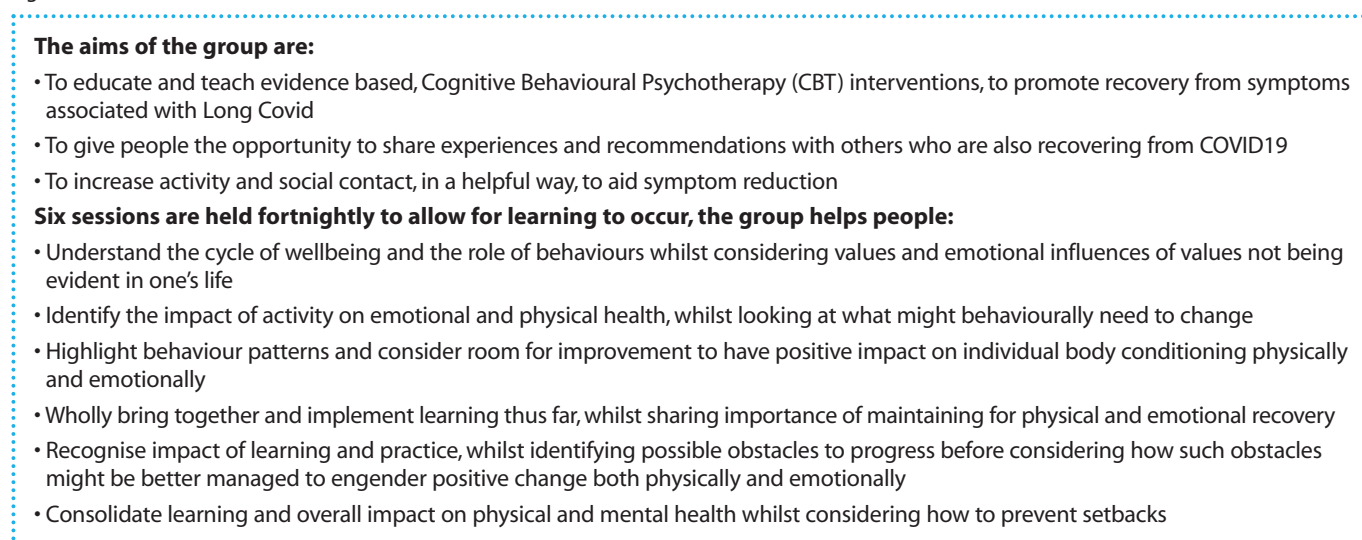 The aims of the group are:
• To educate and teach evidence based, Cognitive Behavioural Psychotherapy (CBT) interventions, to promote recovery from symptoms
associated with Long Covid
• To give people the opportunity to share experiences and recommendations with others who are also recovering from COVID19
• To increase activity and social contact, in a helpful way, to aid symptom reduction
Six sessions are held fortnightly to allow for learning to occur, the group helps people:
• Understand the cycle of wellbeing and the role of behaviours whilst considering values and emotional influences of values not being
evident in one's life
• Identify the impact of activity on emotional and physical health, whilst looking at what might behaviourally need to change
• Highlight behaviour patterns and consider room for improvement to have positive impact on individual body conditioning physically
and emotionally
• Wholly bring together and implement learning thus far, whilst sharing importance of maintaining for physical and emotional recovery
• Recognise impact of learning and practice, whilst identifying possible obstacles to progress before considering how such obstacles
might be better managed to engender positive change both physically and emotionally
• Consolidate learning and overall impact on physical and mental health whilst considering how to prevent setbacks